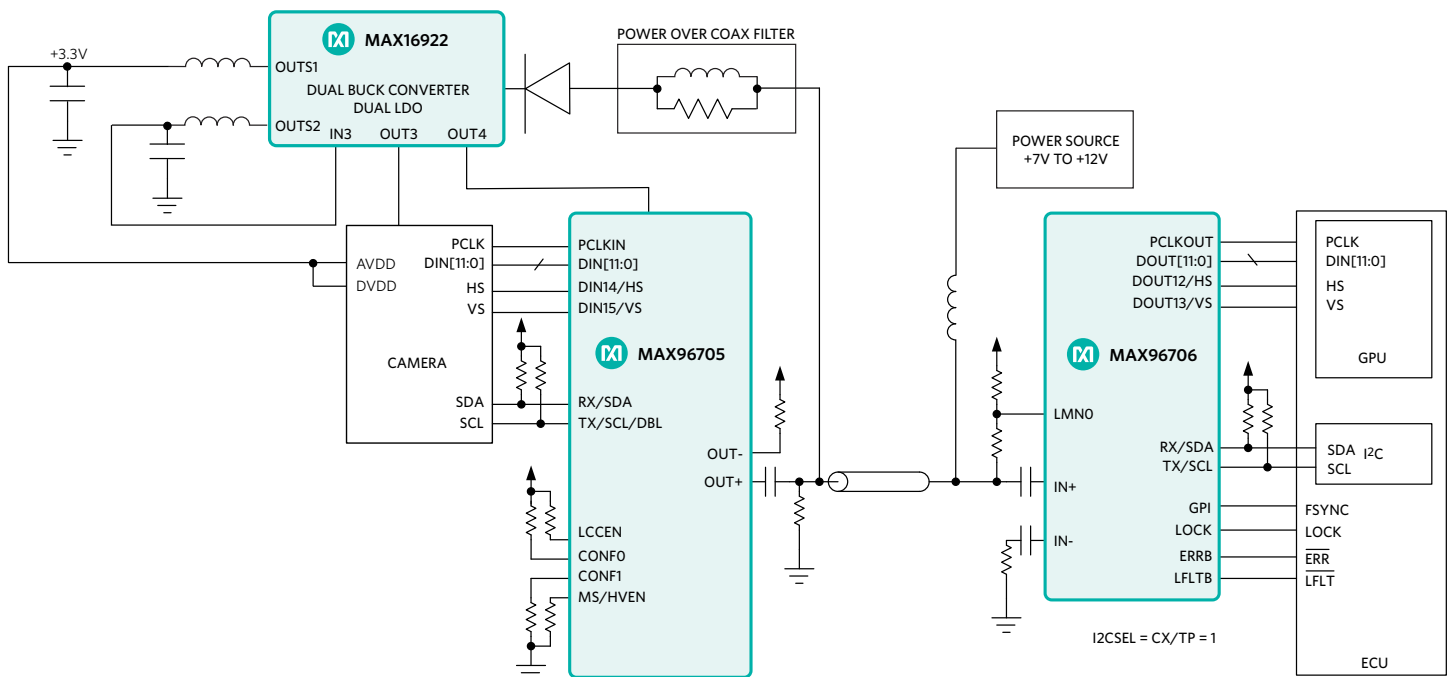 MAX16922
DUAL BUCK CONVERTER
DUAL LDO
OUTS1
OUTS2
IN3
OUT3
OUT4
+3.3V
POWER OVER COAX FILTER
POWER SOURCE
+7V TO +12V
PCLK
DIN[11:0]
HS
VS
AVDD
DVDD
CAMERA
SDA
SCL
PCLKIN
DIN[11:0]
DIN14/HS
DIN15/VS
MAX96705
RX/SDA
TX/SCL/DBL
OUT-
OUT+
LCCEN
CONF0
CONF1
MS/HVEN
PCLKOUT
DOUT[11:0]
DOUT12/HS
DOUT13/VS
MAX96706
LMN0
RX/SDA
TX/SCL
IN+
IN-
GPI
LOCK
ERRB
LFLTB
I2CSEL = CX/TP = 1
PCLK
DIN[11:0]
HS
VS
GPU
SDA
SCL
I²C
FSYNC
LOCK
ERR
LFLT
ECU